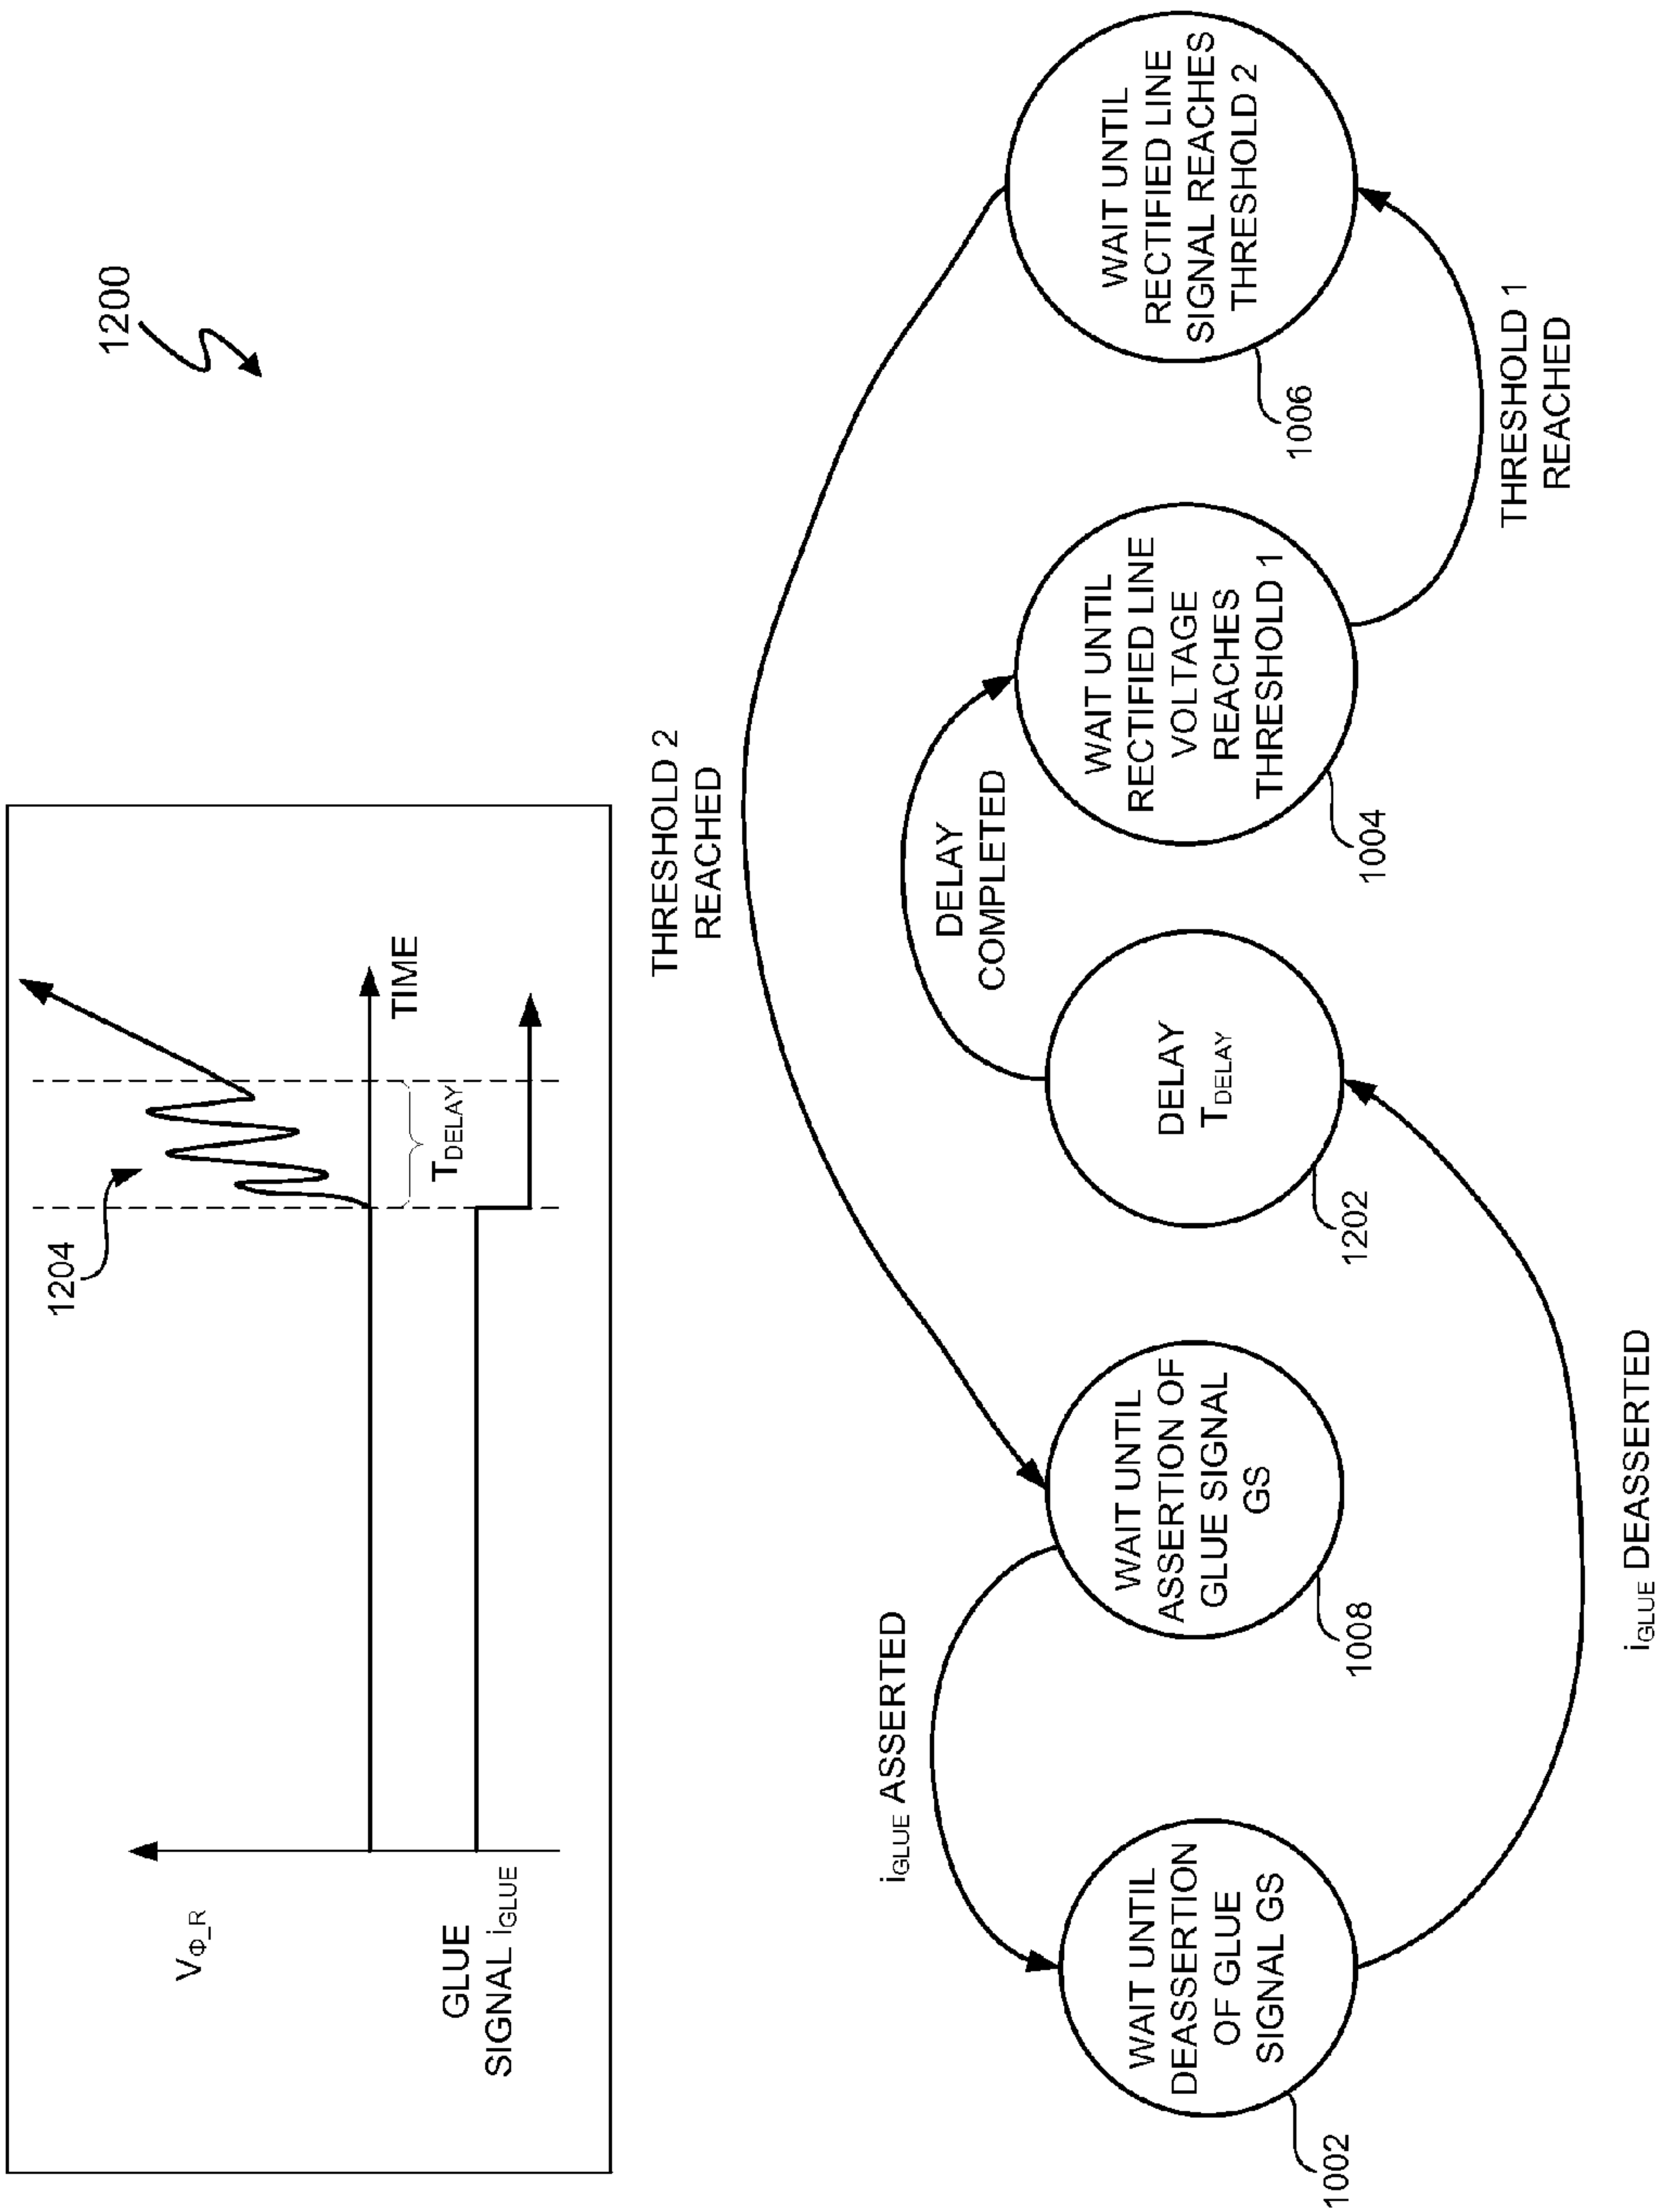 1200
1204
V_Φ_R
TIME
T_DELAY
GLUE
SIGNAL i_GLUE
THRESHOLD 2
REACHED
i_GLUE ASSERTED
DELAY
COMPLETED
WAIT UNTIL
DEASSERTION
OF GLUE
SIGNAL GS
1002
WAIT UNTIL
ASSERTION OF
GLUE SIGNAL
GS
1008
DELAY
T_DELAY
1202
WAIT UNTIL
RECTIFIED LINE
VOLTAGE
REACHES
THRESHOLD 1
1004
WAIT UNTIL
RECTIFIED LINE
SIGNAL REACHES
THRESHOLD 2
1006
THRESHOLD 1
REACHED
i_GLUE DEASSERTED